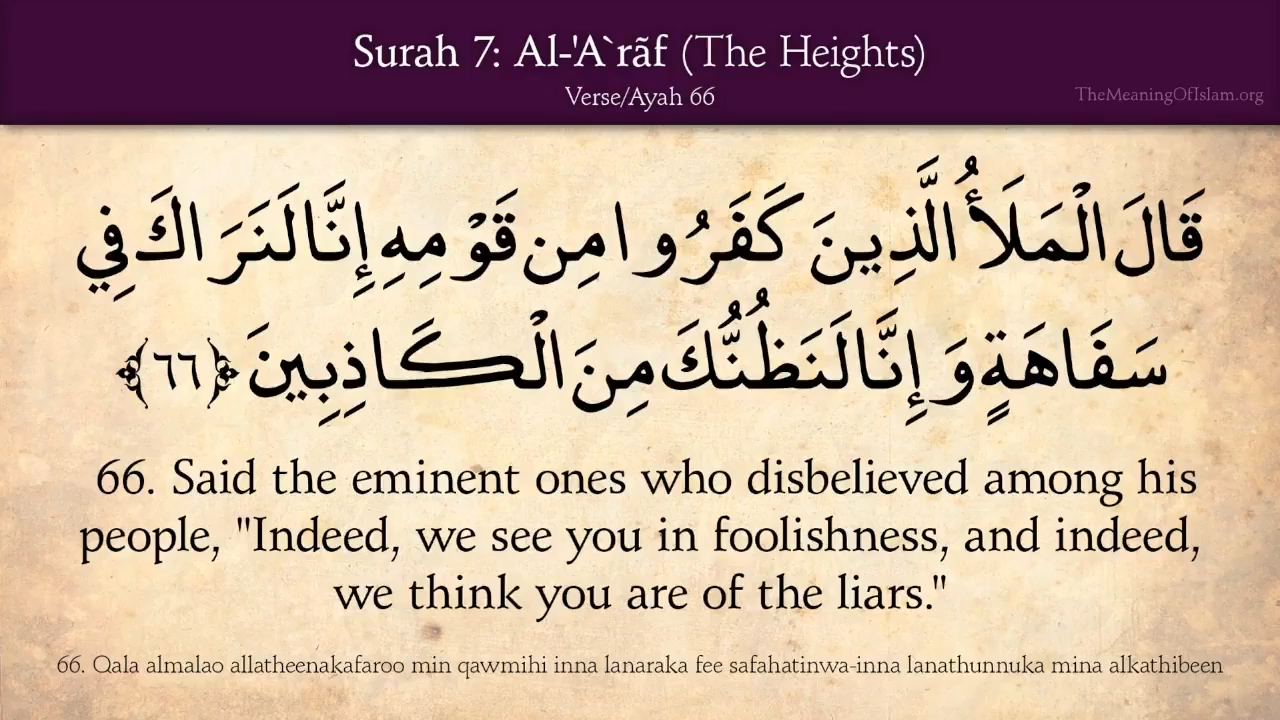 Surah 7: Al-'A`rãf (The Heights)
Verse/Ayah 66
TheMeaningOfIslam.org
قَالَ الْمَلَأُ الَّذِينَ كَفَرُوا مِن قَوْمِهِ إِنَّا لَنَرَاكَ فِي
سَفَاهَةٍ وَإِنَّا لَنَظُنُّكَ مِنَ الْكَاذِبِينَ ﴿٦٦﴾
66. Said the eminent ones who disbelieved among his
people, "Indeed, we see you in foolishness, and indeed,
we think you are of the liars."
66. Qala almalao allatheenakafaroo min qawmihi inna lanaraka fee safahatinwa-inna lanathunnuka mina alkathibeen